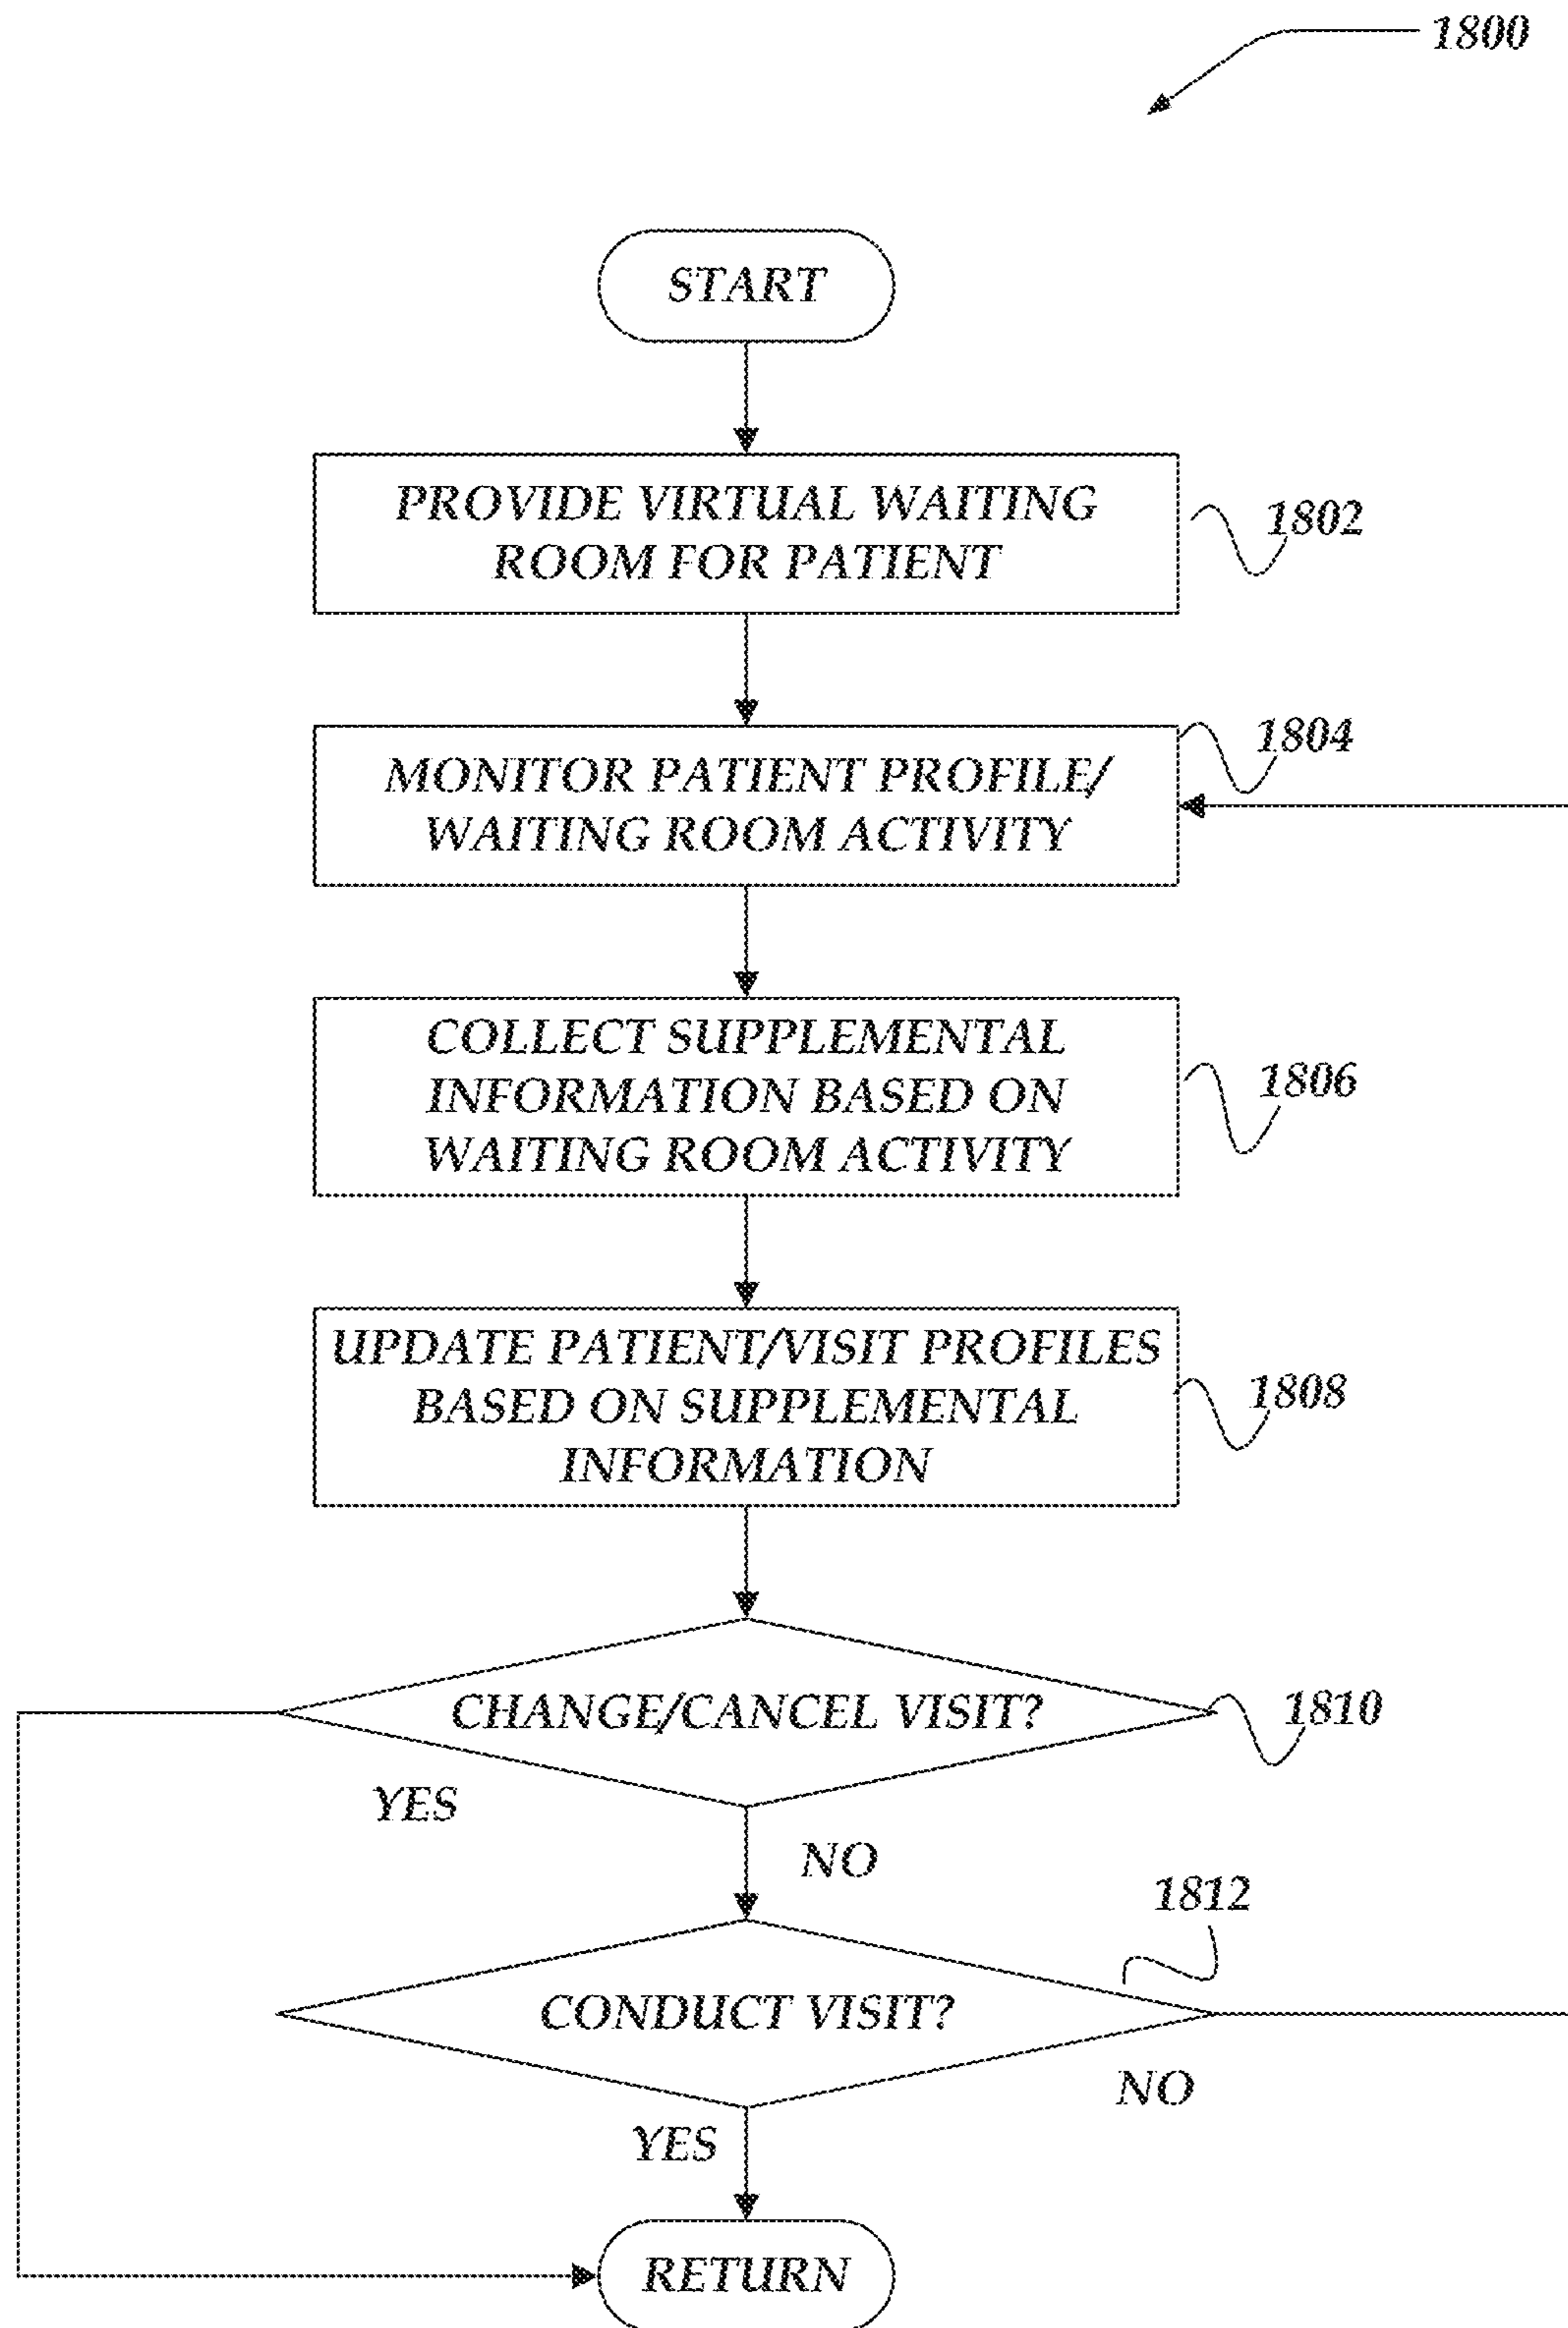 1800
START
PROVIDE VIRTUAL WAITING
ROOM FOR PATIENT
1802
MONITOR PATIENT PROFILE/
WAITING ROOM ACTIVITY
1804
COLLECT SUPPLEMENTAL
INFORMATION BASED ON
WAITING ROOM ACTIVITY
1806
UPDATE PATIENT/VISIT PROFILES
BASED ON SUPPLEMENTAL
INFORMATION
1808
CHANGE/CANCEL VISIT?
1810
YES
NO
1812
CONDUCT VISIT?
NO
YES
RETURN